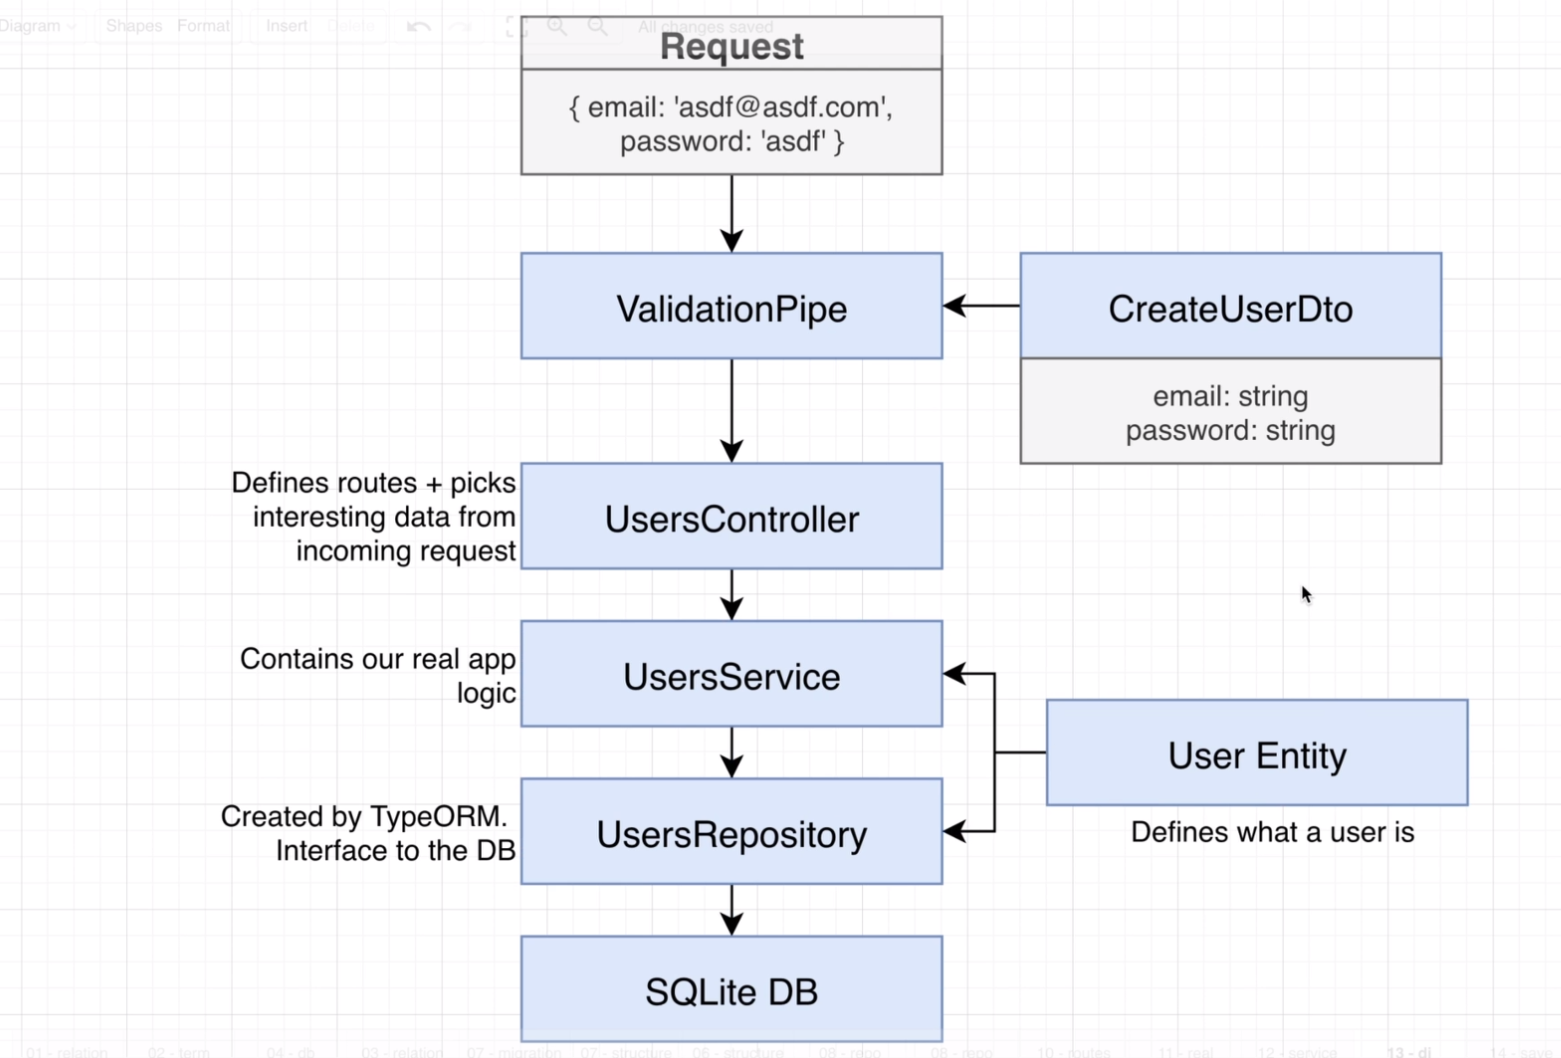 Diagram
Shapes
Format
Insert
Delete
All changes saved
Request
{ email: 'asdf@asdf.com',
password: 'asdf' }
ValidationPipe
CreateUserDto
email: string
password: string
Defines routes + picks
interesting data from
incoming request
UsersController
Contains our real app
logic
UsersService
User Entity
Defines what a user is
Created by TypeORM.
Interface to the DB
UsersRepository
SQLite DB
01 - relation
02 - term
04 - db
03 - relation
07 - migration
07 - structure
06 - structure
08 - repo
08 - repo
10 - routes
11 - real
12 - service
13 - di
14 - save